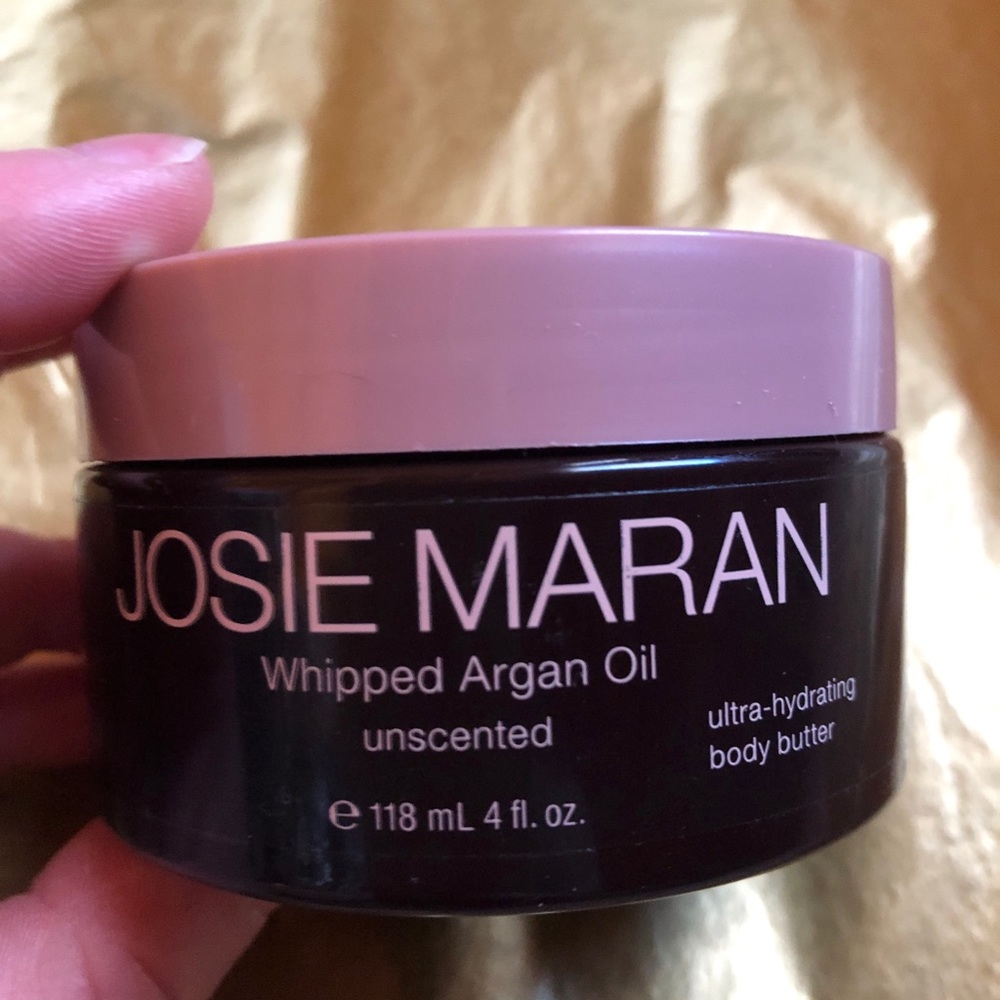 JOSIE MARAN
Whipped Argan Oil
unscented
ultra-hydrating
body butter
℮ 118 mL 4 fl. oz.